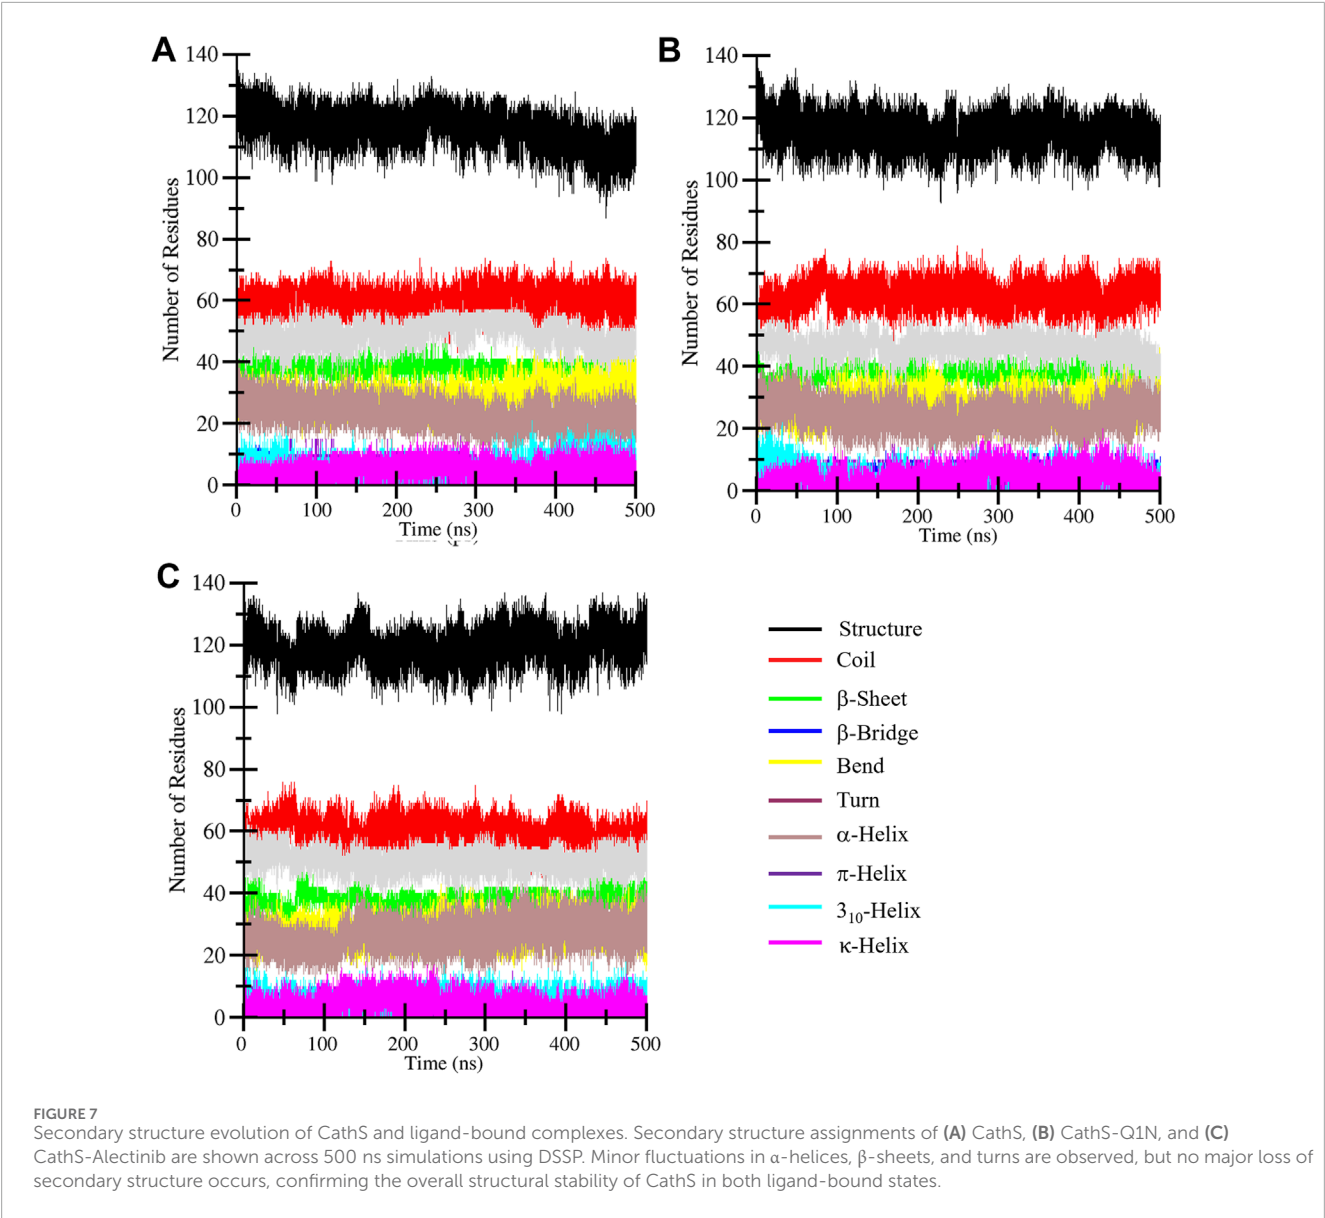 A
140
120
100
80
60
40
20
0
Number of Residues
0 100 200 300 400 500
Time (ns)
B
140
120
100
80
60
40
20
0
Number of Residues
0 100 200 300 400 500
Time (ns)
C
140
120
100
80
60
40
20
0
Number of Residues
0 100 200 300 400 500
Time (ns)
Structure
Coil
β-Sheet
β-Bridge
Bend
Turn
α-Helix
π-Helix
3₁₀-Helix
κ-Helix
FIGURE 7
Secondary structure evolution of CathS and ligand-bound complexes. Secondary structure assignments of (A) CathS, (B) CathS-Q1N, and (C)
CathS-Alectinib are shown across 500 ns simulations using DSSP. Minor fluctuations in α-helices, β-sheets, and turns are observed, but no major loss of
secondary structure occurs, confirming the overall structural stability of CathS in both ligand-bound states.